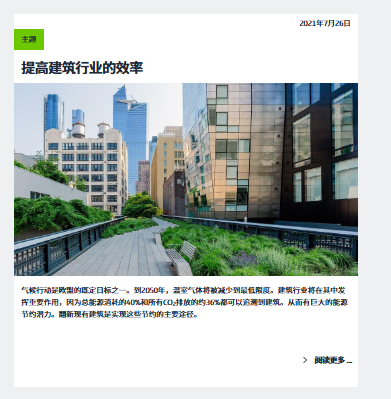 2021年7月26日
主题
提高建筑行业的效率
气候行动是欧盟的既定目标之一。到2050年，温室气体将被减少到最低限度。建筑行业将在其中发
挥重要作用，因为总能源消耗的40%和所有CO₂排放的约36%都可以追溯到建筑。从而有巨大的能源
节约潜力。翻新现有建筑是实现这些节约的主要途径。
阅读更多 ...